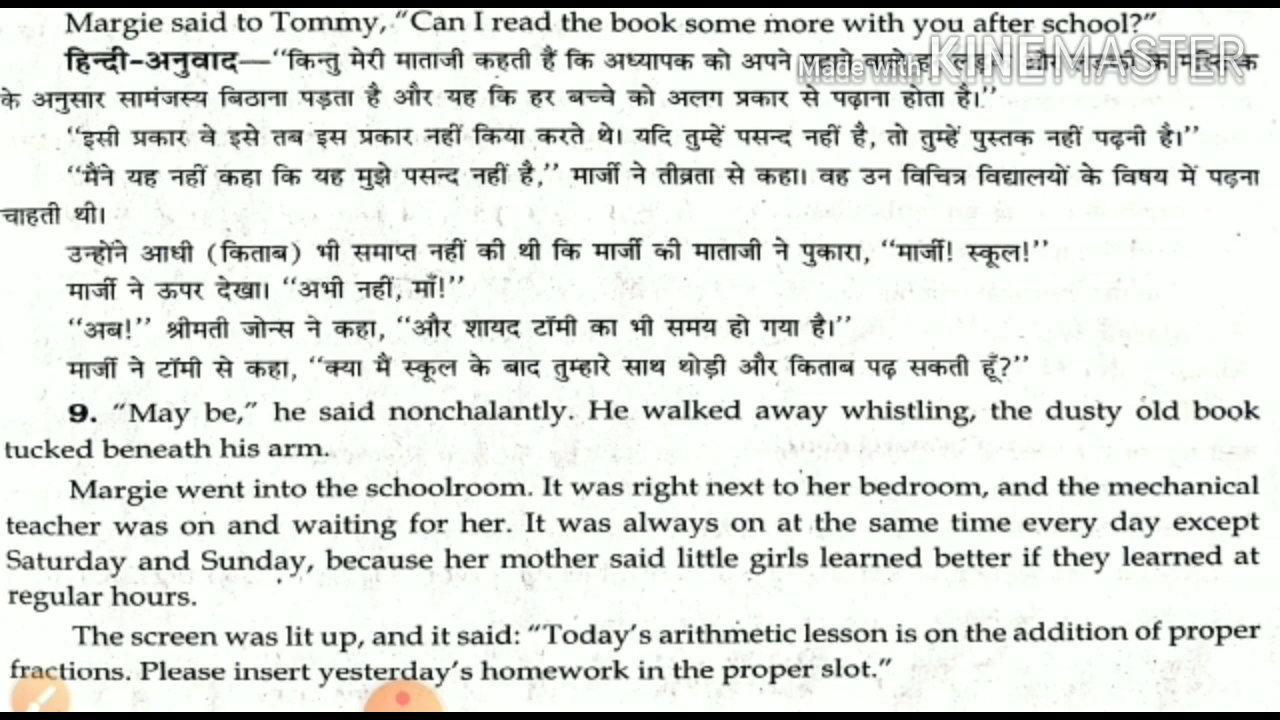 Margie said to Tommy, "Can I read the book some more with you after school?"
हिन्दी-अनुवाद—"किन्तु मेरी माताजी कहती हैं कि अध्यापक को अपने
Made with KINEMASTER
के अनुसार सामंजस्य बिठाना पड़ता है और यह कि हर बच्चे को अलग प्रकार से पढ़ाना होता है।"
"इसी प्रकार वे इसे तब इस प्रकार नहीं किया करते थे। यदि तुम्हें पसन्द नहीं है, तो तुम्हें पुस्तक नहीं पढ़नी है।"
"मैंने यह नहीं कहा कि यह मुझे पसन्द नहीं है," मार्जी ने तीव्रता से कहा। वह उन विचित्र विद्यालयों के विषय में पढ़ना
चाहती थी।
उन्होंने आधी (किताब) भी समाप्त नहीं की थी कि मार्जी की माताजी ने पुकारा, "मार्जी! स्कूल!"
मार्जी ने ऊपर देखा। "अभी नहीं, माँ!"
"अब!" श्रीमती जोन्स ने कहा, "और शायद टॉमी का भी समय हो गया है।"
मार्जी ने टॉमी से कहा, "क्या मैं स्कूल के बाद तुम्हारे साथ थोड़ी और किताब पढ़ सकती हूँ?"
9. "May be," he said nonchalantly. He walked away whistling, the dusty old book
tucked beneath his arm.
Margie went into the schoolroom. It was right next to her bedroom, and the mechanical
teacher was on and waiting for her. It was always on at the same time every day except
Saturday and Sunday, because her mother said little girls learned better if they learned at
regular hours.
The screen was lit up, and it said: "Today's arithmetic lesson is on the addition of proper
fractions. Please insert yesterday's homework in the proper slot."